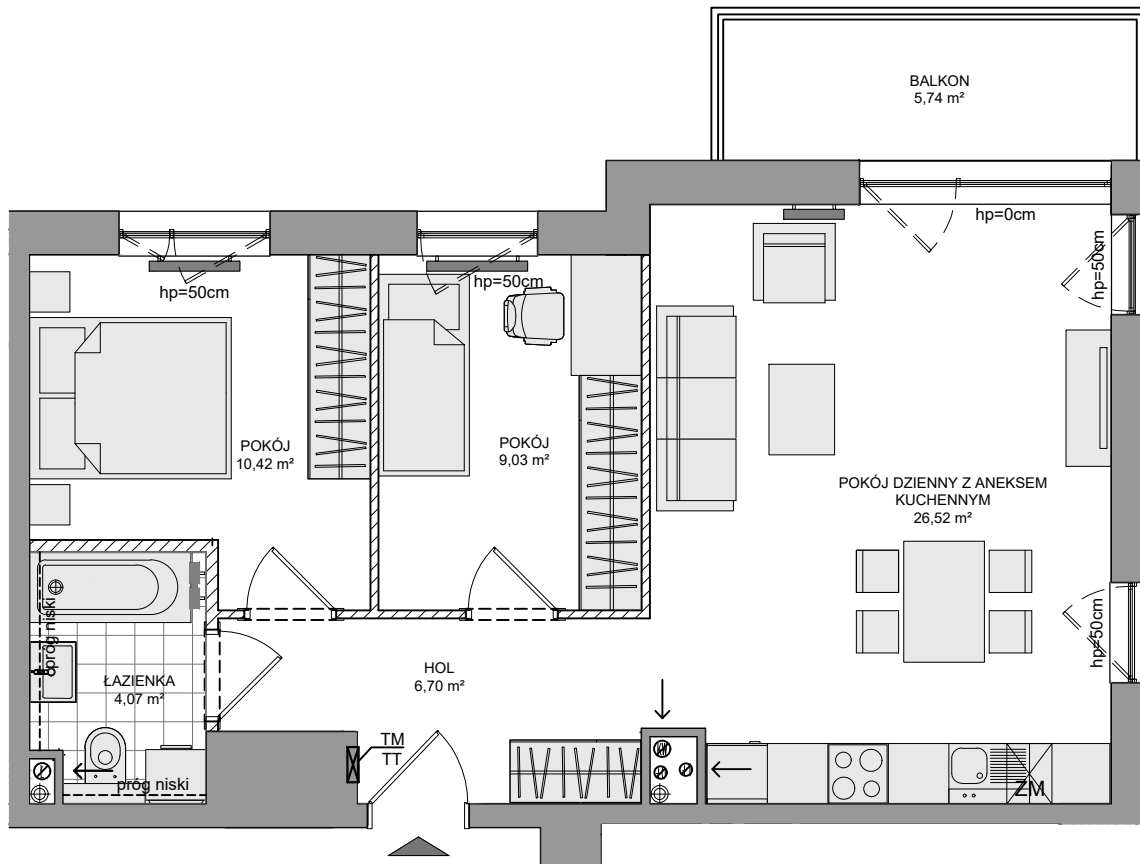 BALKON
5,74 m²
hp=0cm
hp=50cm
hp=50cm
hp=50cm
POKÓJ
10,42 m²
POKÓJ
9,03 m²
POKÓJ DZIENNY Z ANEKSEM
KUCHENNYM
26,52 m²
hp=50cm
próg niski
ŁAZIENKA
4,07 m²
HOL
6,70 m²
TM
TT
próg niski
ZM